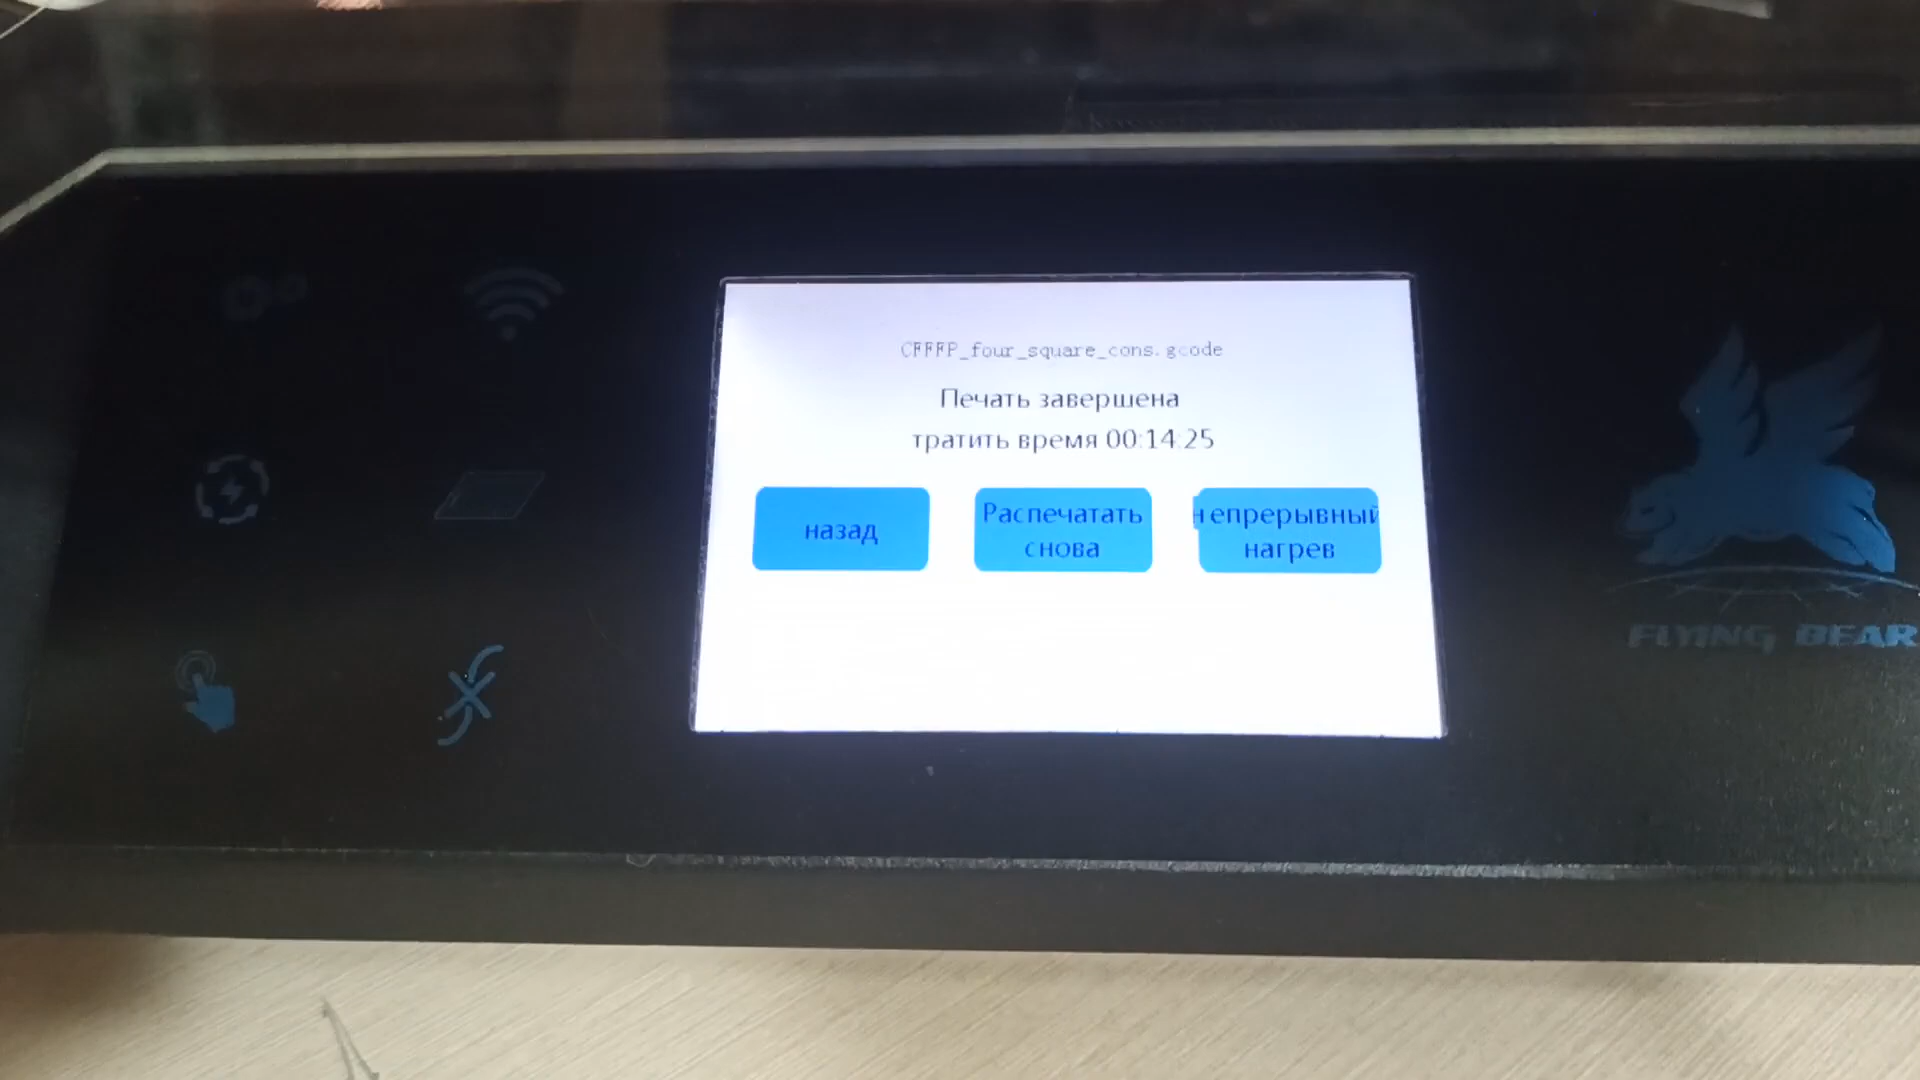 CFFFP_four_square_cons.gcode
Печать завершена
тратить время 00:14:25
назад
Распечатать
снова
непрерывный
нагрев
FLYING BEAR